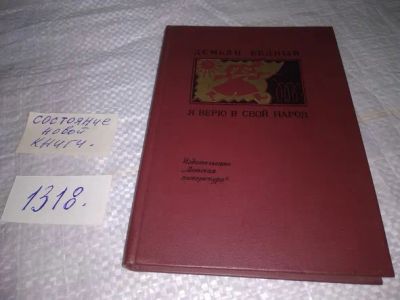 ДЕМЬЯН БЕДНЫЙ
Я ВЕРЮ В СВОЙ НАРОД
Издательство
„Детская
литература“
состояние
новой
книги.
1318.